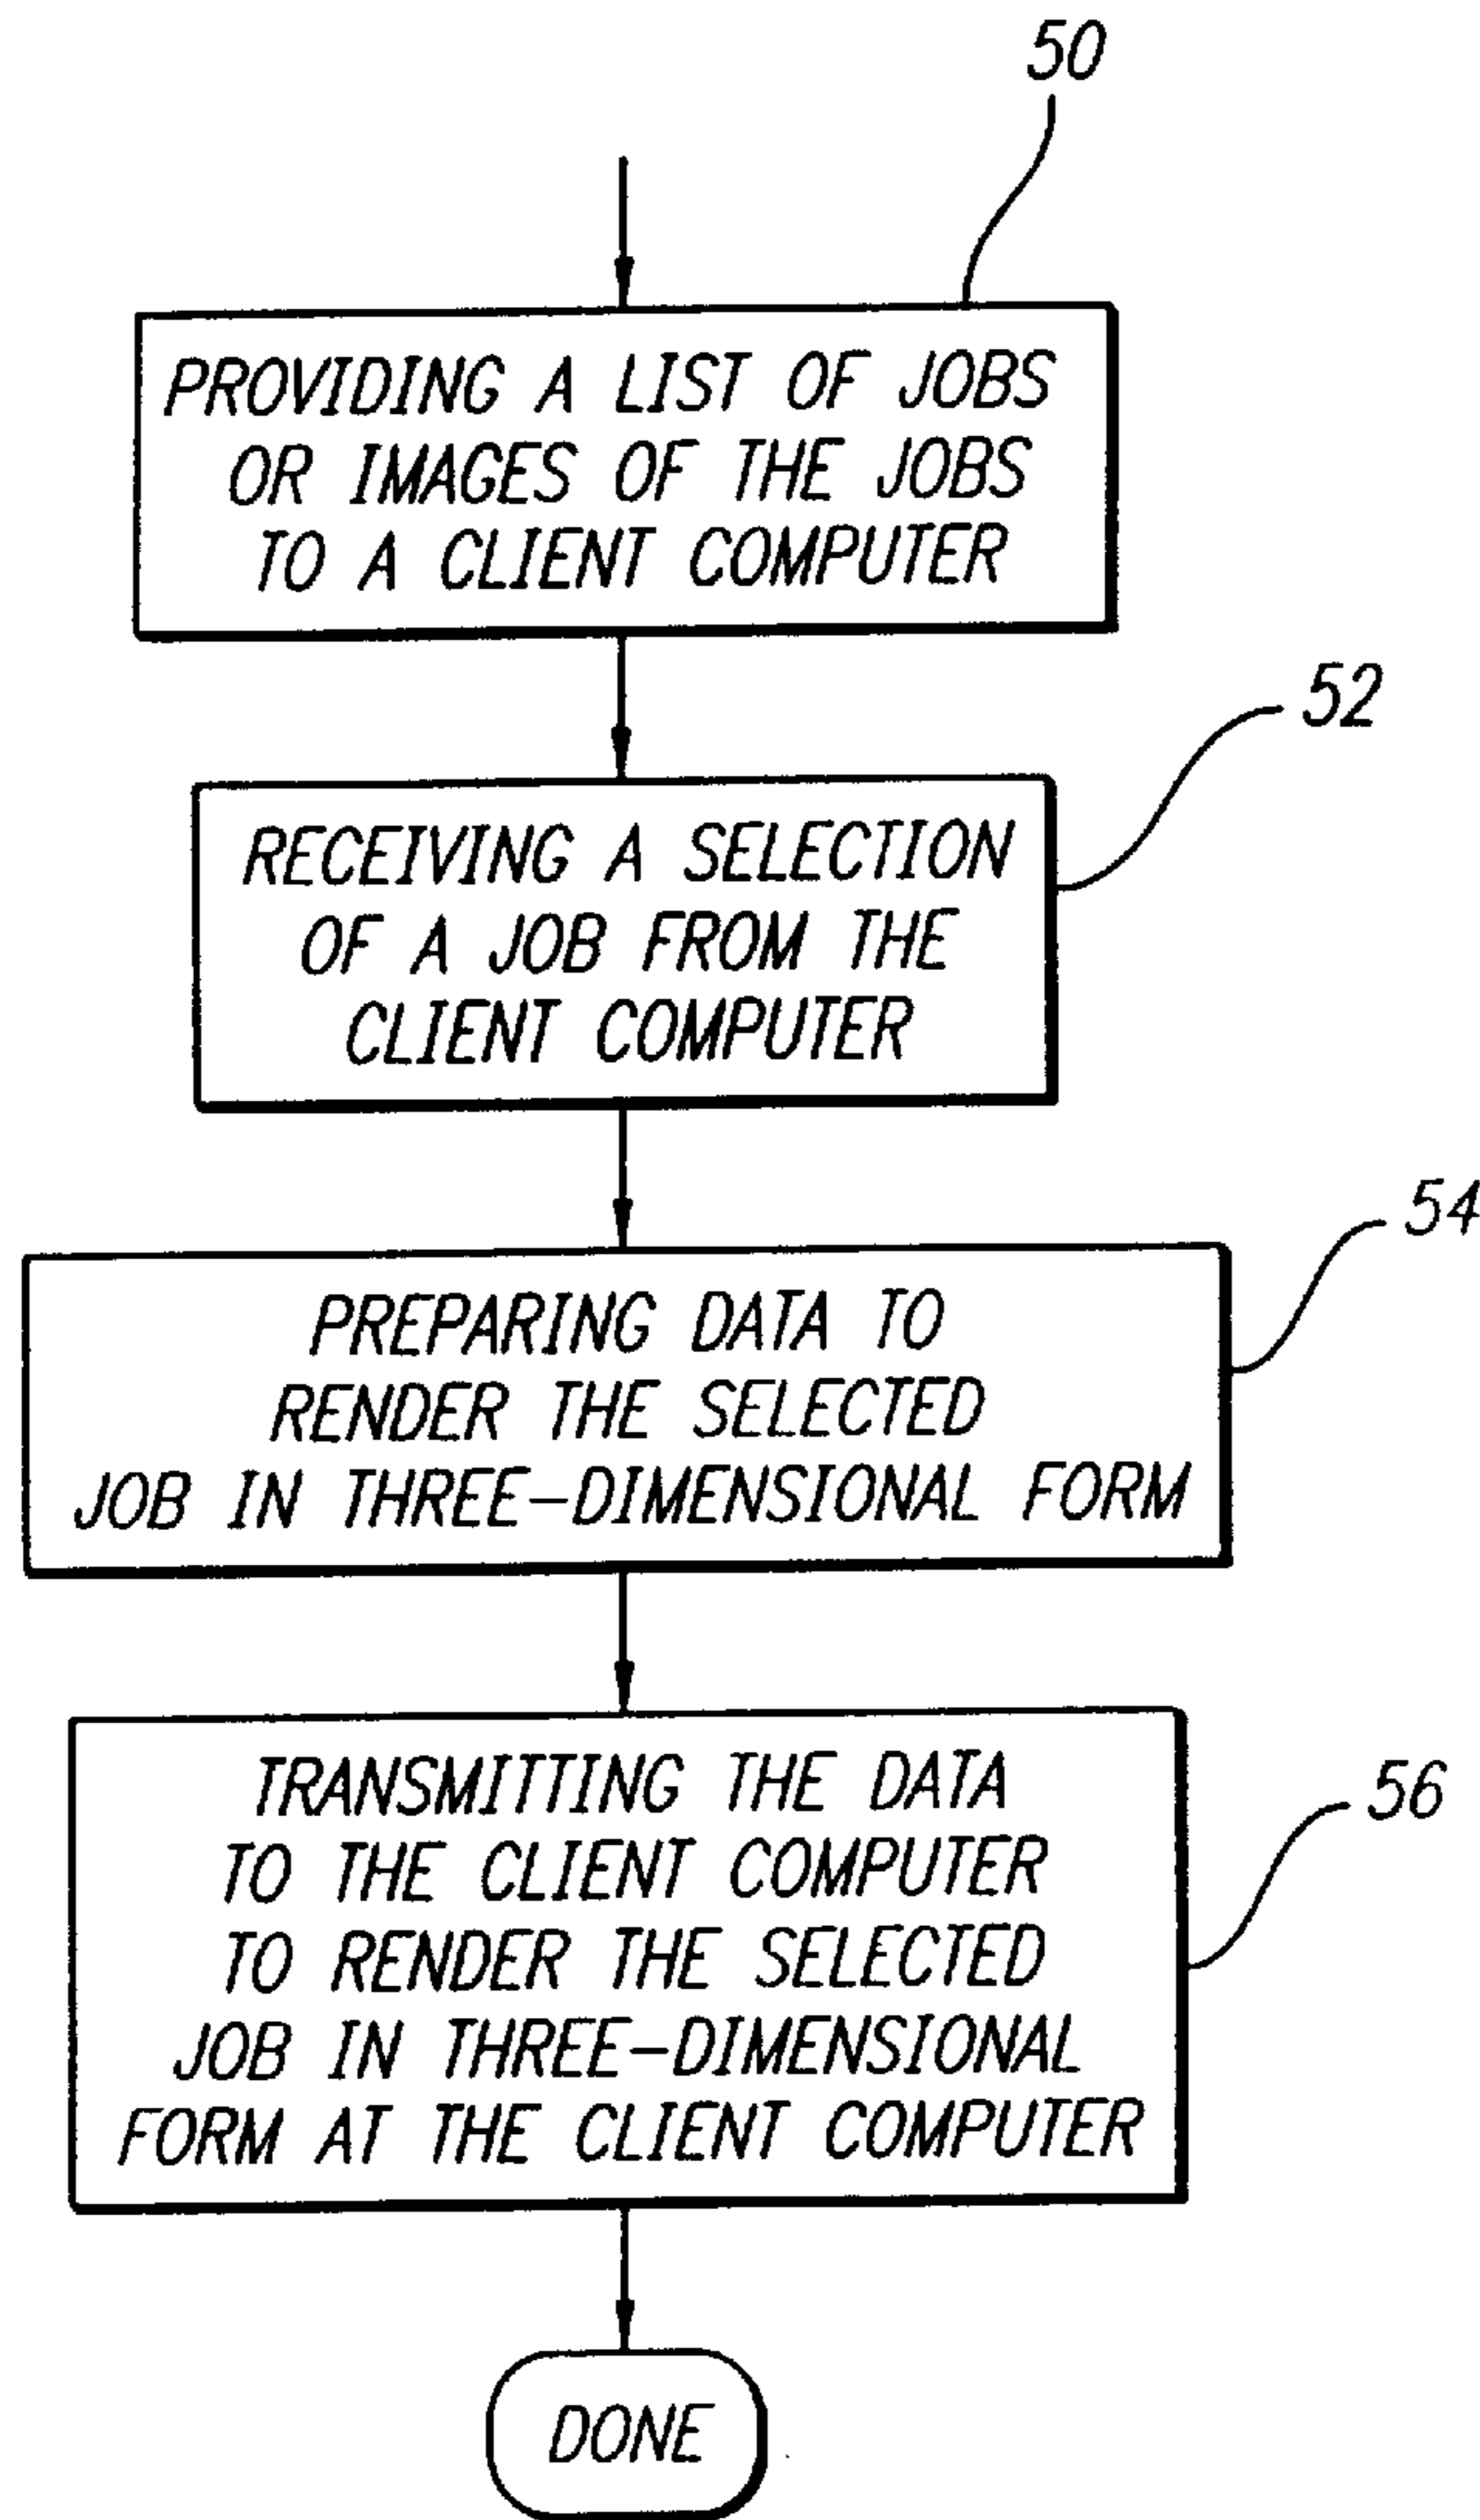 50
PROVIDING A LIST OF JOBS
OR IMAGES OF THE JOBS
TO A CLIENT COMPUTER
52
RECEIVING A SELECTION
OF A JOB FROM THE
CLIENT COMPUTER
54
PREPARING DATA TO
RENDER THE SELECTED
JOB IN THREE-DIMENSIONAL FORM
56
TRANSMITTING THE DATA
TO THE CLIENT COMPUTER
TO RENDER THE SELECTED
JOB IN THREE-DIMENSIONAL
FORM AT THE CLIENT COMPUTER
DONE